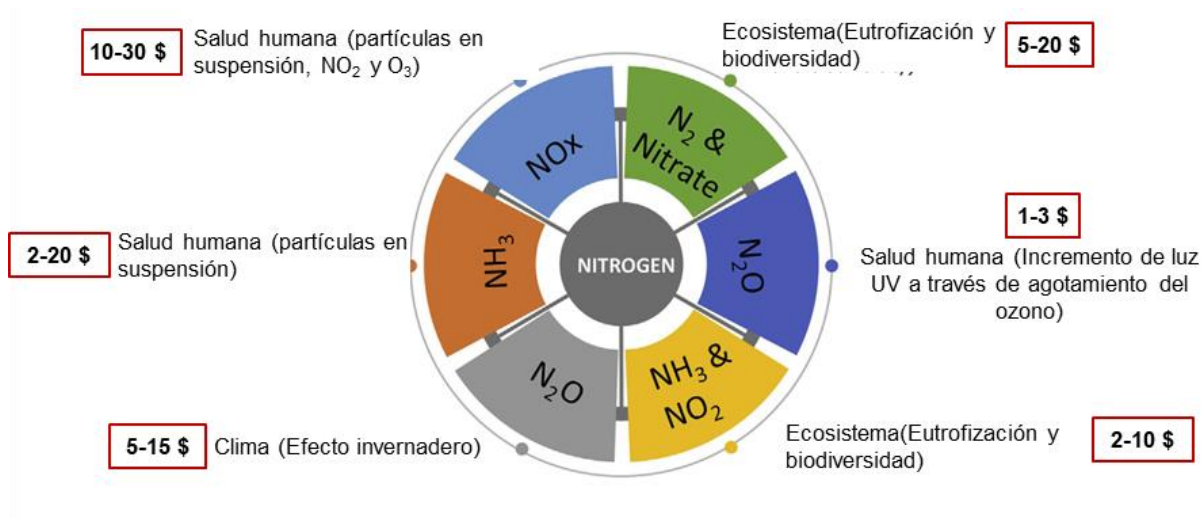 10-30 $
Salud humana (partículas en
suspensión, NO₂ y O₃)
Ecosistema(Eutrofización y
biodiversidad)
5-20 $
NOx
N₂ &
Nitrate
2-20 $
Salud humana (partículas en
suspensión)
NH₃
NITROGEN
N₂O
1-3 $
Salud humana (Incremento de luz
UV a través de agotamiento del
ozono)
N₂O
NH₃ &
NO₂
5-15 $
Clima (Efecto invernadero)
Ecosistema(Eutrofización y
biodiversidad)
2-10 $